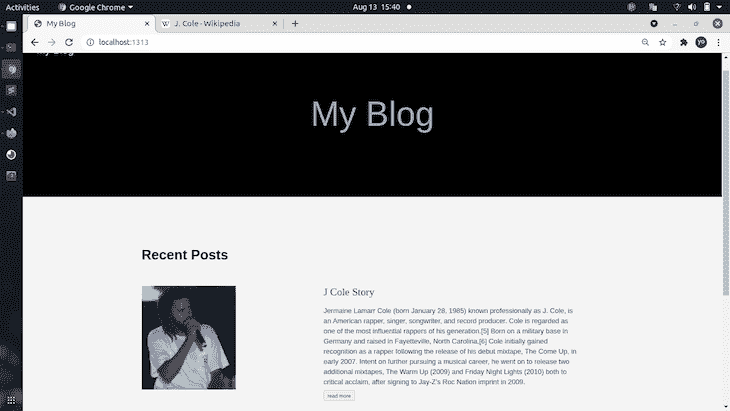 Activities
Google Chrome
Aug 13 15:40
My Blog
J. Cole - Wikipedia
localhost:1313
yo
My Blog
Recent Posts
J Cole Story
Jermaine Lamarr Cole (born January 28, 1985) known professionally as J. Cole, is
an American rapper, singer, songwriter, and record producer. Cole is regarded as
one of the most influential rappers of his generation.[5] Born on a military base in
Germany and raised in Fayetteville, North Carolina,[6] Cole initially gained
recognition as a rapper following the release of his debut mixtape, The Come Up, in
early 2007. Intent on further pursuing a musical career, he went on to release two
additional mixtapes, The Warm Up (2009) and Friday Night Lights (2010) both to
critical acclaim, after signing to Jay-Z's Roc Nation imprint in 2009.
read more